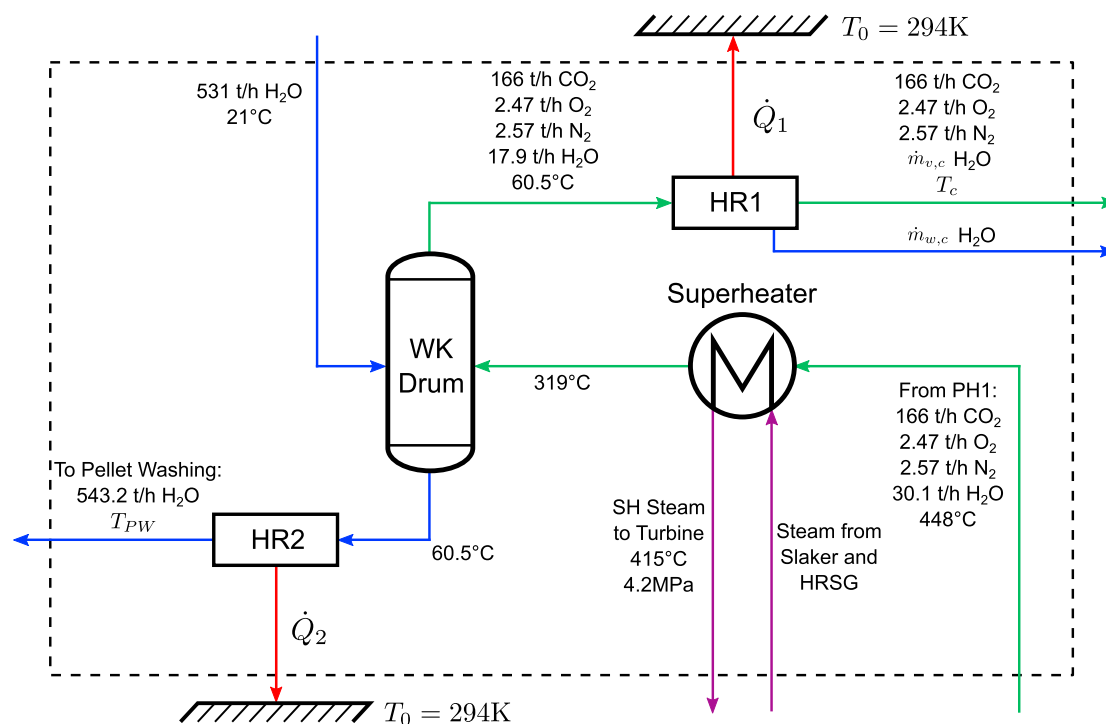 T₀ = 294K
531 t/h H₂O
21°C
166 t/h CO₂
2.47 t/h O₂
2.57 t/h N₂
17.9 t/h H₂O
60.5°C
Q̇₁
166 t/h CO₂
2.47 t/h O₂
2.57 t/h N₂
ṁᵥ,c H₂O
T_c
HR1
ṁ_w,c H₂O
Superheater
WK
Drum
319°C
From PH1:
166 t/h CO₂
2.47 t/h O₂
2.57 t/h N₂
30.1 t/h H₂O
448°C
To Pellet Washing:
543.2 t/h H₂O
T_PW
HR2
60.5°C
SH Steam
to Turbine
415°C
4.2MPa
Steam from
Slaker and
HRSG
Q̇₂
T₀ = 294K